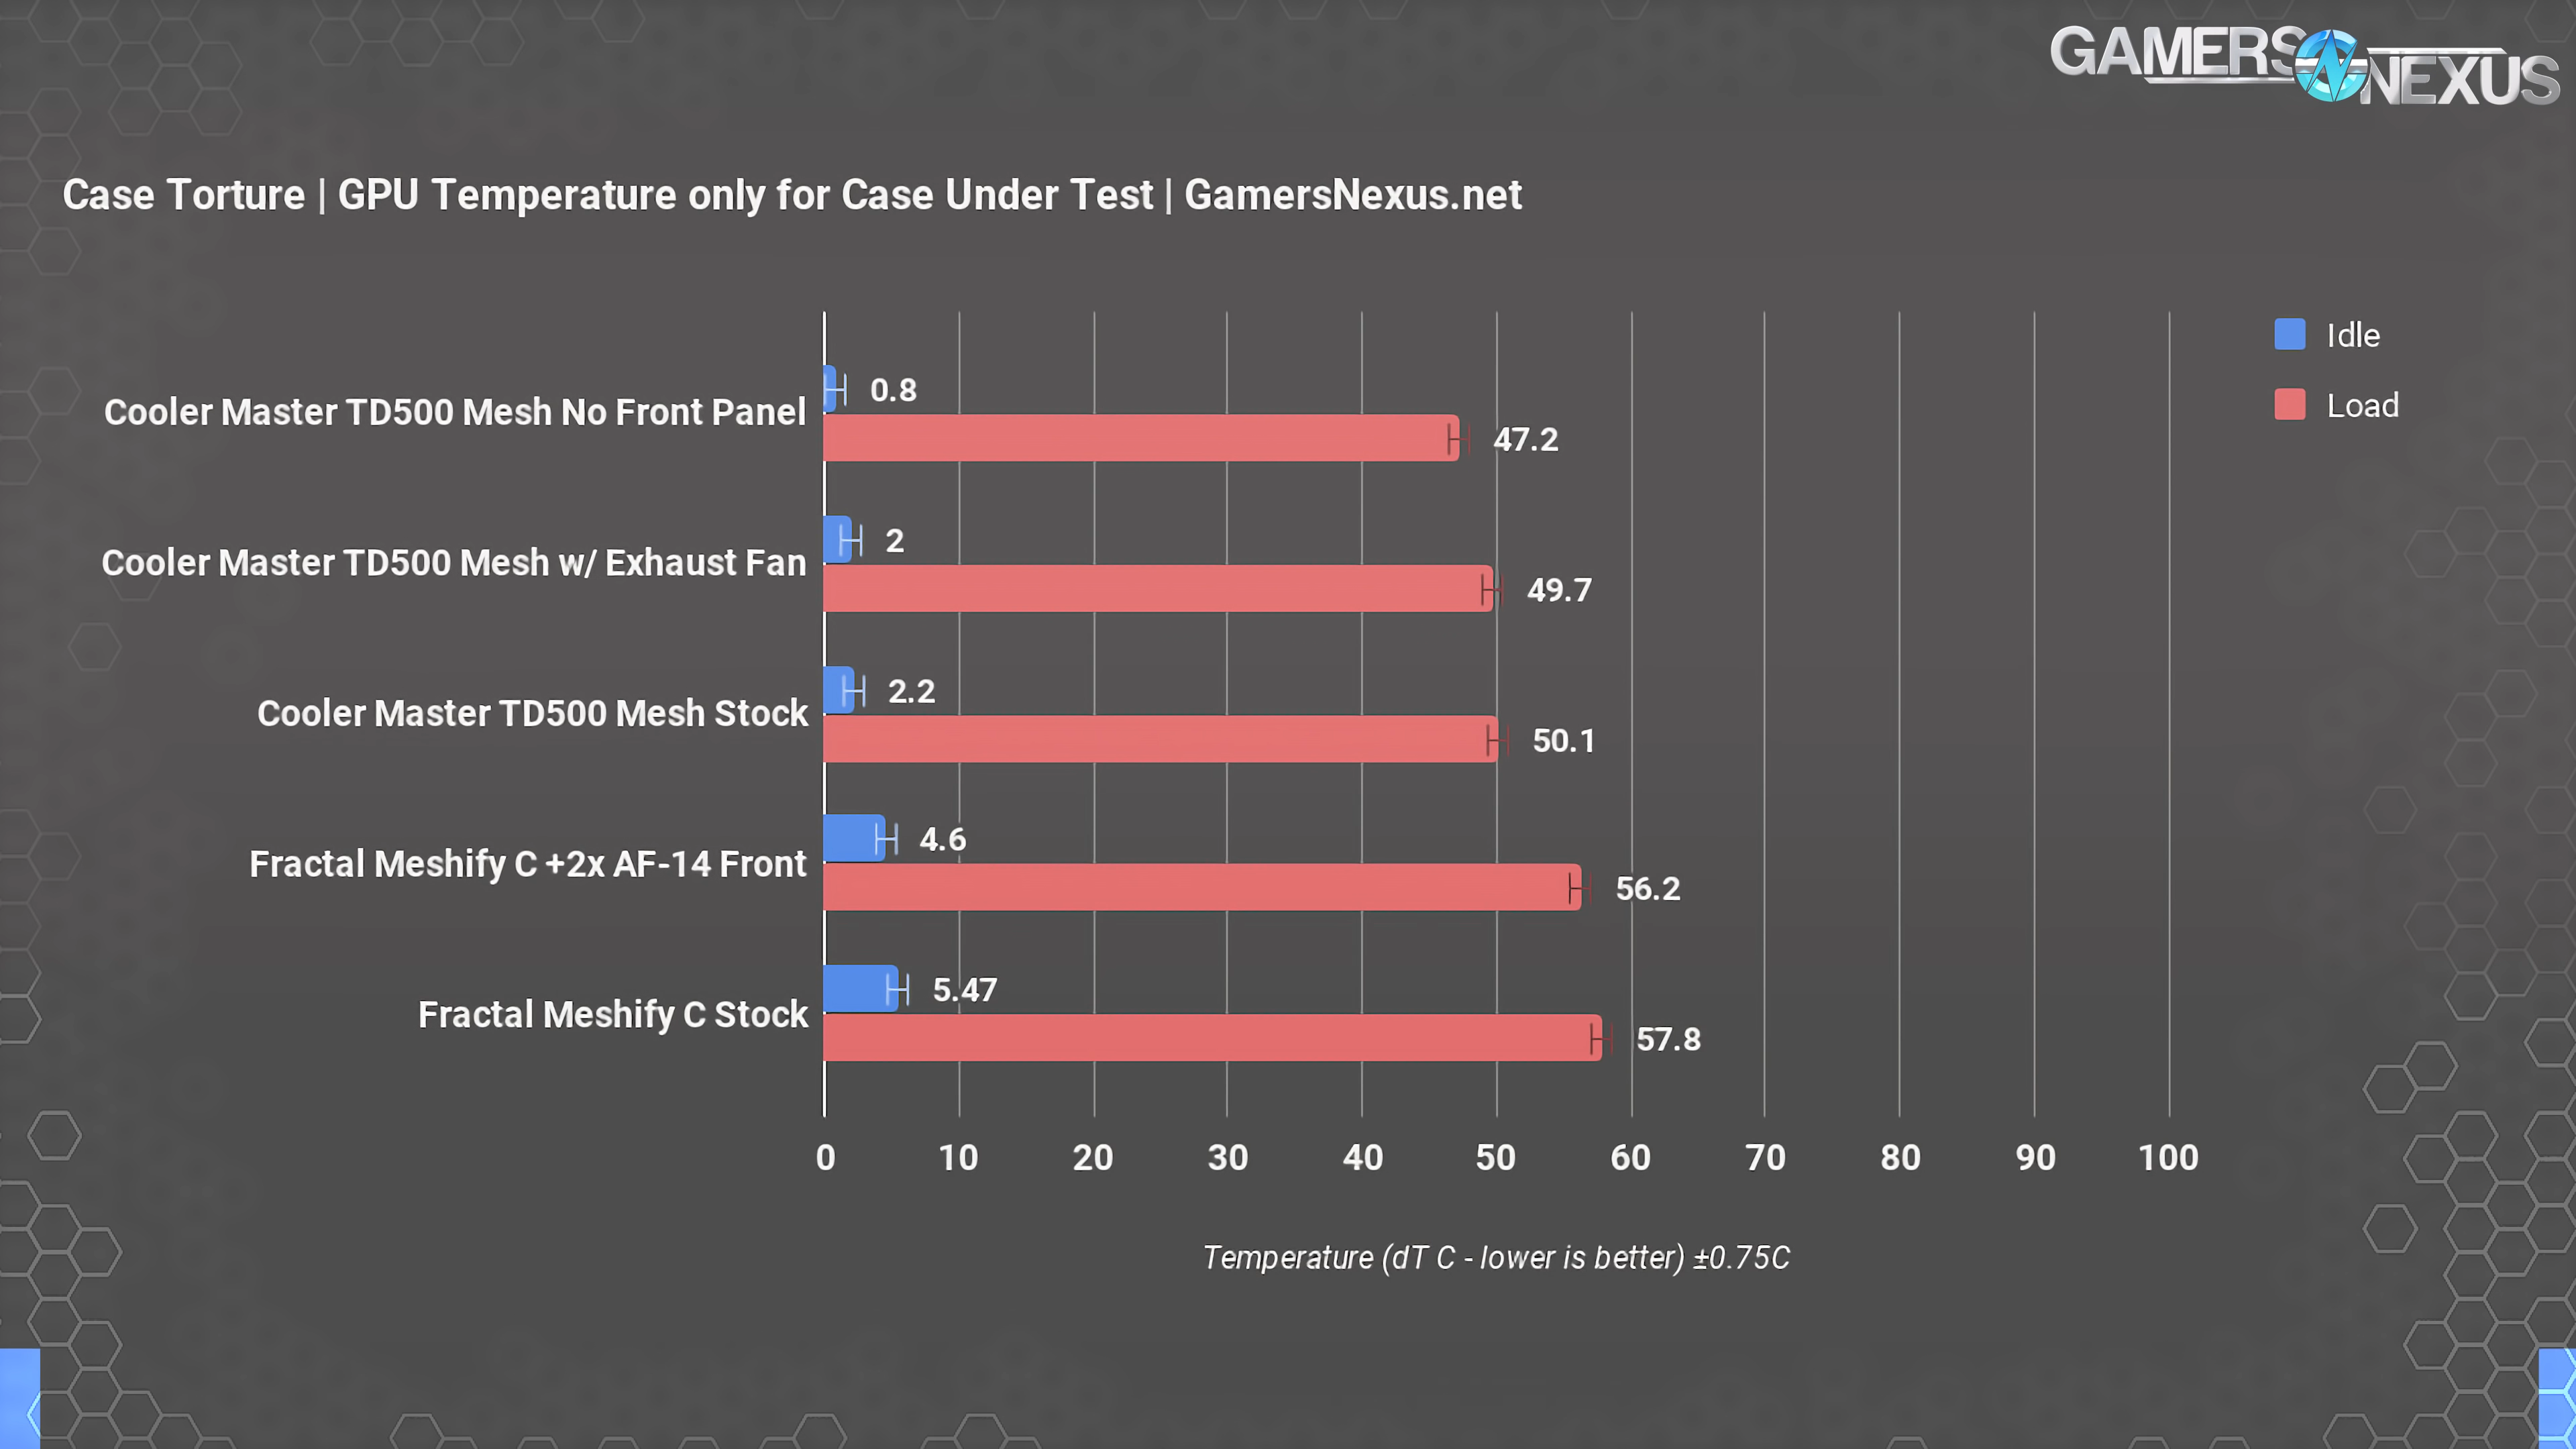 GAMERS NEXUS
Case Torture | GPU Temperature only for Case Under Test | GamersNexus.net
Idle
Load
Cooler Master TD500 Mesh No Front Panel
0.8
47.2
Cooler Master TD500 Mesh w/ Exhaust Fan
2
49.7
Cooler Master TD500 Mesh Stock
2.2
50.1
Fractal Meshify C +2x AF-14 Front
4.6
56.2
Fractal Meshify C Stock
5.47
57.8
0 10 20 30 40 50 60 70 80 90 100
Temperature (dT C - lower is better) ±0.75C